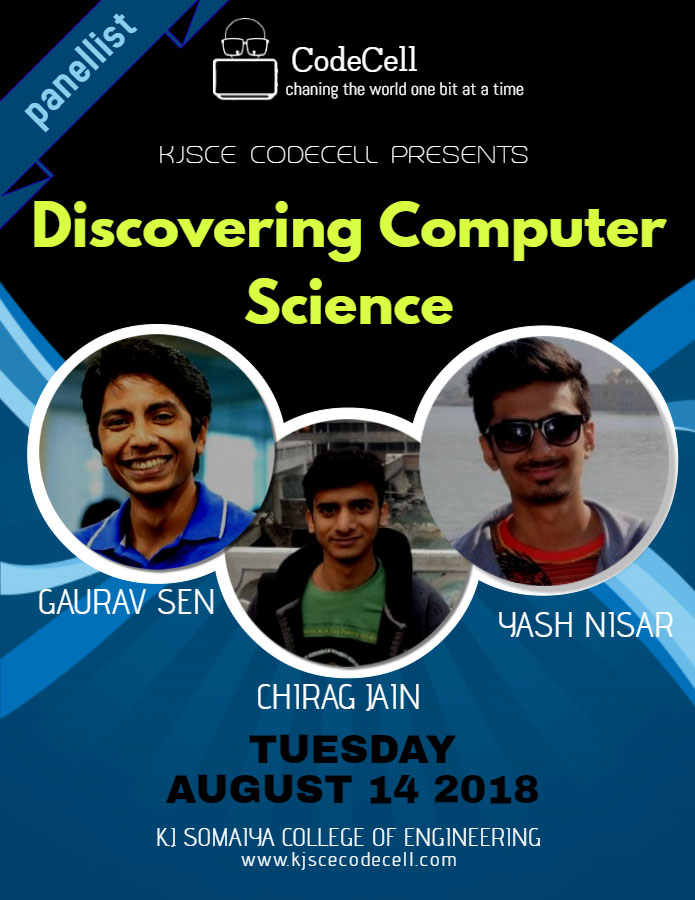 panellist
CodeCell
chaning the world one bit at a time
KJSCE CODECELL PRESENTS
Discovering Computer
Science
GAURAV SEN
YASH NISAR
CHIRAG JAIN
TUESDAY
AUGUST 14 2018
KJ SOMAIYA COLLEGE OF ENGINEERING
www.kjscecodecell.com